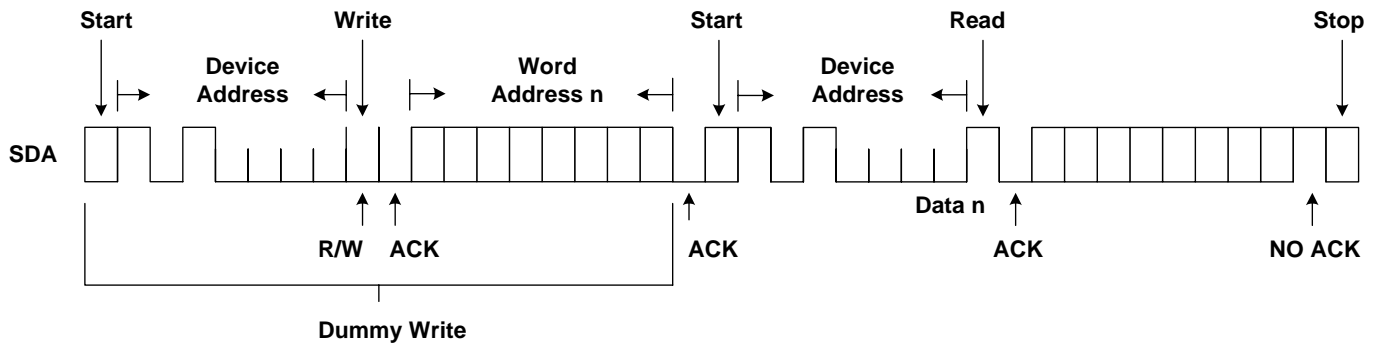 Start
Write
Start
Read
Stop
Device
Address
Word
Address n
Device
Address
SDA
Data n
R/W
ACK
ACK
ACK
NO ACK
Dummy Write